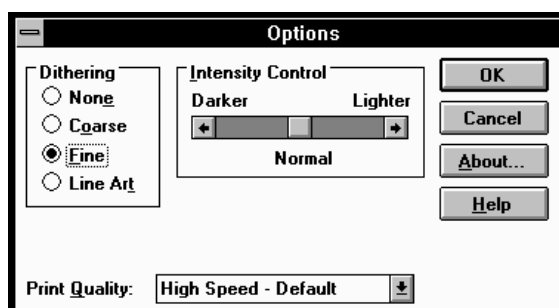 Options
Dithering
None
Coarse
Fine
Line Art
Intensity Control
Darker Lighter
Normal
OK
Cancel
About...
Help
Print Quality: High Speed - Default